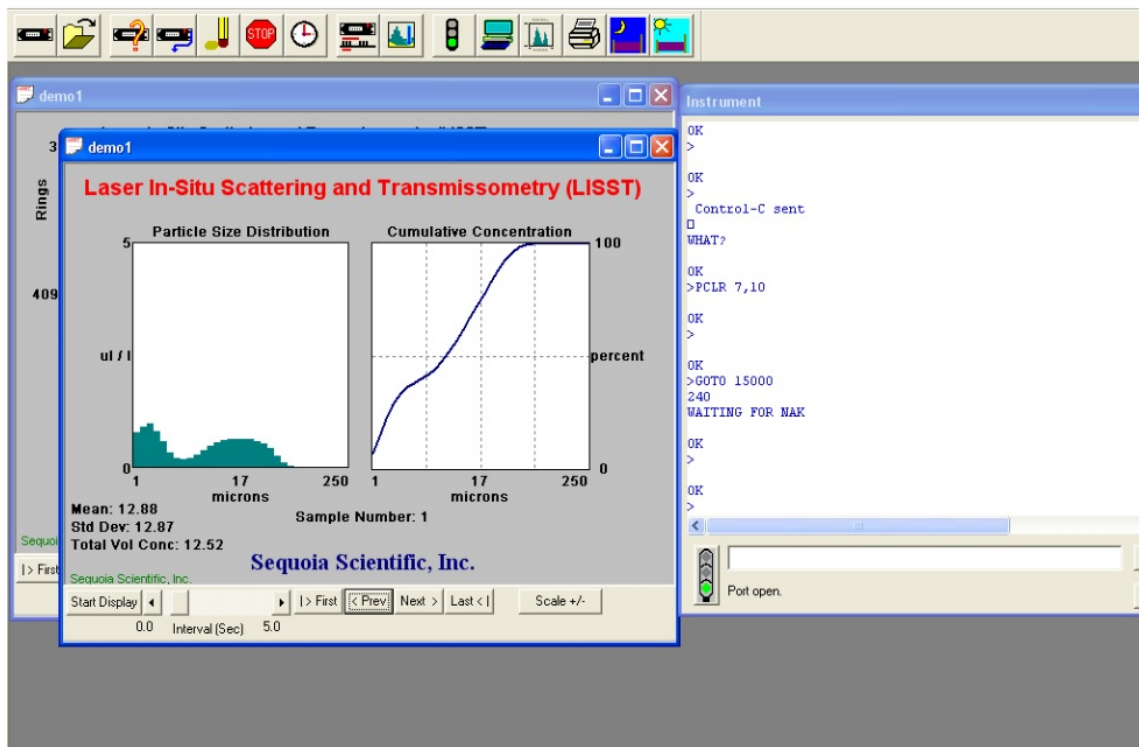 STOP
demo1
Instrument
3
Rings
409
Sequoi
|> First
demo1
Laser In-Situ Scattering and Transmissometry (LISST)
Particle Size Distribution
5
ul / l
0
1 17 250
microns
Cumulative Concentration
100
percent
0
1 17 250
microns
Mean: 12.88
Std Dev: 12.87
Total Vol Conc: 12.52
Sample Number: 1
Sequoia Scientific, Inc.
Sequoia Scientific, Inc.
Start Display |> First < Prev Next > Last < | Scale +/-
0.0 Interval (Sec) 5.0
OK
>
OK
>
Control-C sent
WHAT?
OK
>PCLR 7,10
OK
>
OK
>GOTO 15000
240
WAITING FOR NAK
OK
>
OK
>
Port open.